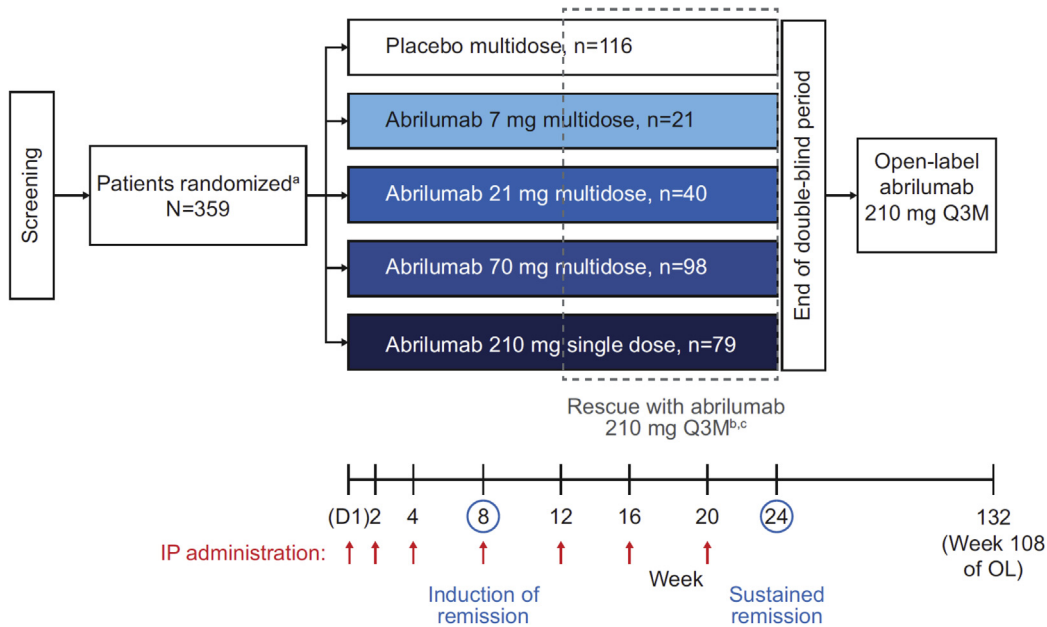 Screening
Patients randomizedᵃ
N=359
Placebo multidose, n=116
Abrilumab 7 mg multidose, n=21
Abrilumab 21 mg multidose, n=40
Abrilumab 70 mg multidose, n=98
Abrilumab 210 mg single dose, n=79
End of double-blind period
Open-label
abrilumab
210 mg Q3M
Rescue with abrilumab
210 mg Q3Mᵇ,ᶜ
(D1) 2 4 8 12 16 20 24 132
(Week 108
of OL)
IP administration:
Week
Induction of
remission
Sustained
remission